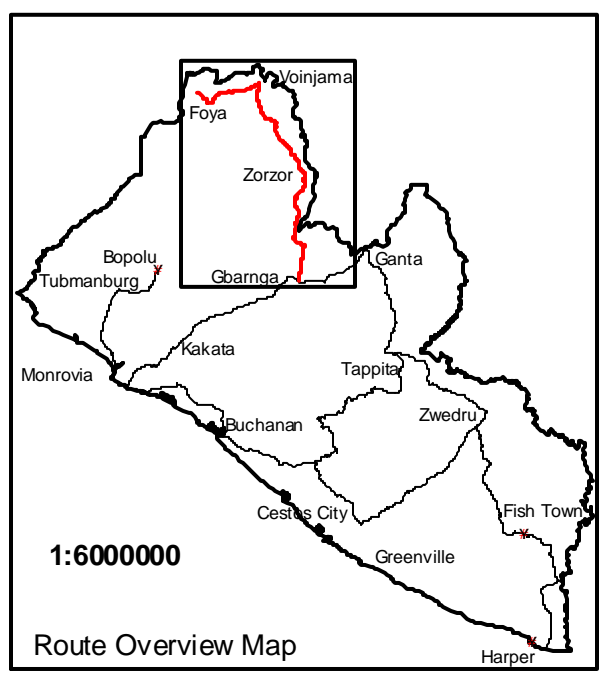 Voinjama
Foya
Zorzor
Bopolu
Ganta
Tubmanburg
Gbarnga
Kakata
Monrovia
Tappita
Zwedru
Buchanan
Fish Town
Cestos City
1:6000000
Greenville
Route Overview Map
Harper